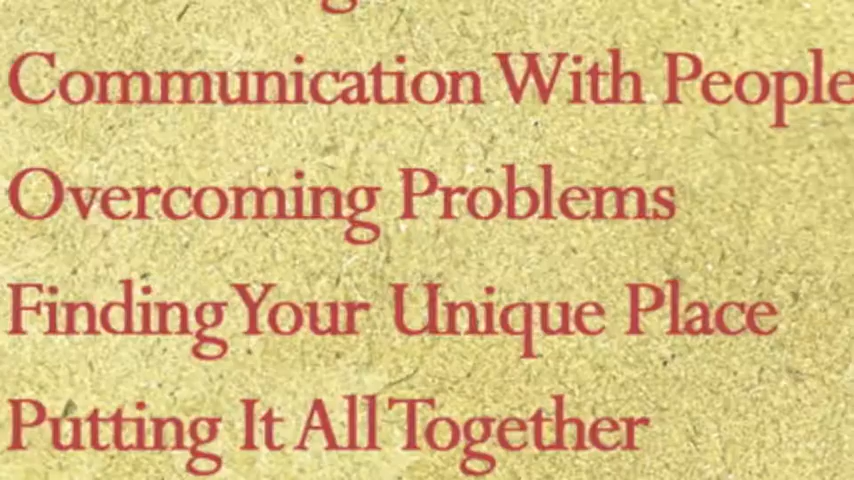 Communication With People
Overcoming Problems
Finding Your Unique Place
Putting It All Together